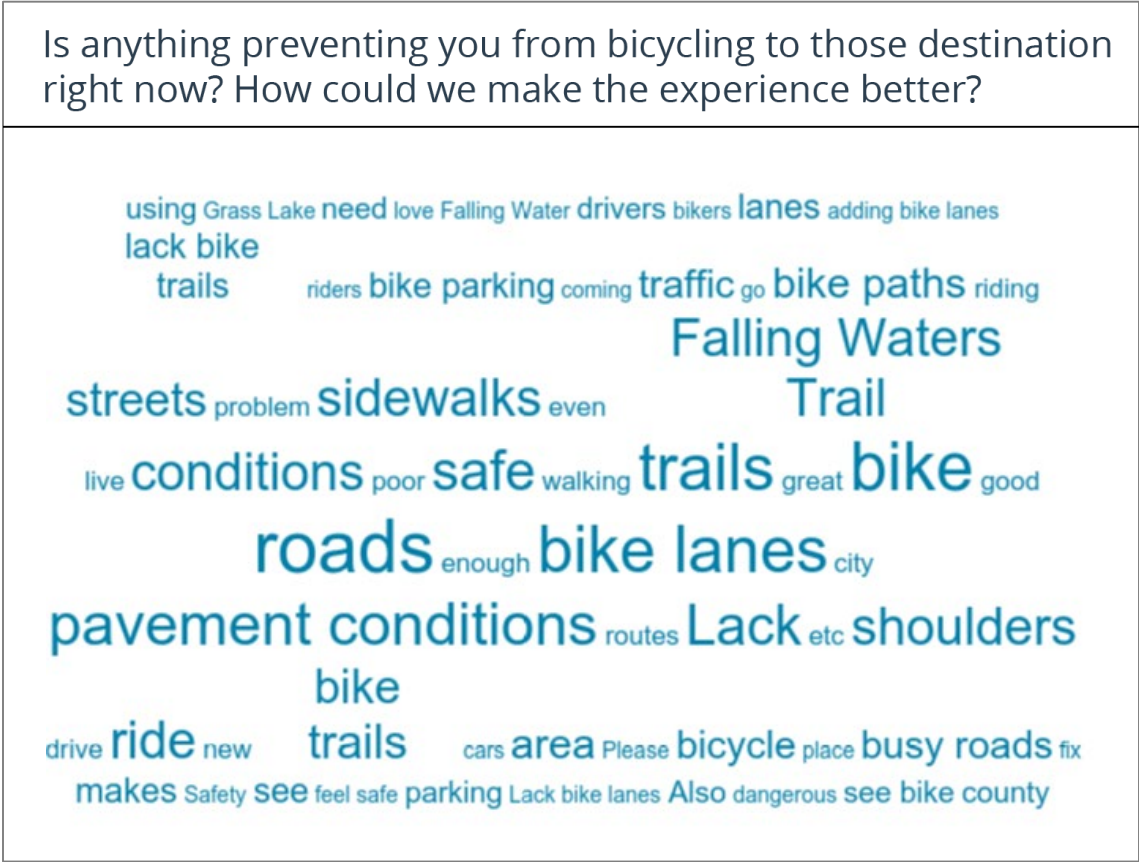 Is anything preventing you from bicycling to those destination
right now? How could we make the experience better?
using Grass Lake need love Falling Water drivers bikers lanes adding bike lanes
lack bike
trails riders bike parking coming traffic go bike paths riding
Falling Waters
streets problem sidewalks even Trail
live conditions poor safe walking trails great bike good
roads enough bike lanes city
pavement conditions routes Lack etc shoulders
bike
drive ride new trails cars area Please bicycle place busy roads fix
makes Safety see feel safe parking Lack bike lanes Also dangerous see bike county